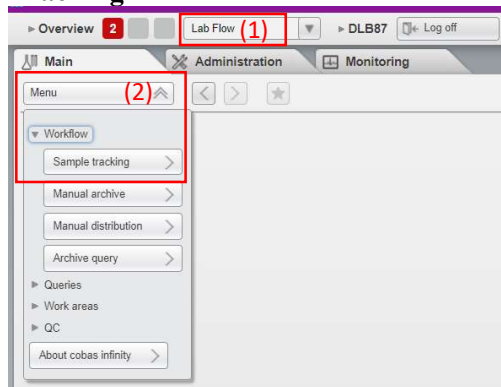 Overview 2 Lab Flow (1) DLB87 Log off
Main Administration Monitoring
Menu (2)
Workflow
Sample tracking
Manual archive
Manual distribution
Archive query
Queries
Work areas
QC
About cobas infinity